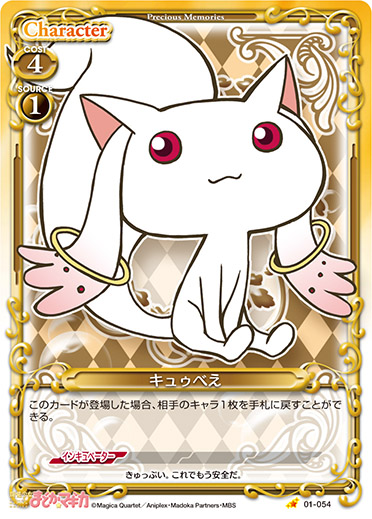 Precious Memories
Character
COST
4
SOURCE
1
キュゥべえ
このカードが登場した場合、相手のキャラ1枚を手札に戻すことがで
きる。
インキュベーター
きゅっぷい。これでもう安全だ。
まどか☆マギカ
©Magica Quartet／Aniplex・Madoka Partners・MBS
01-054